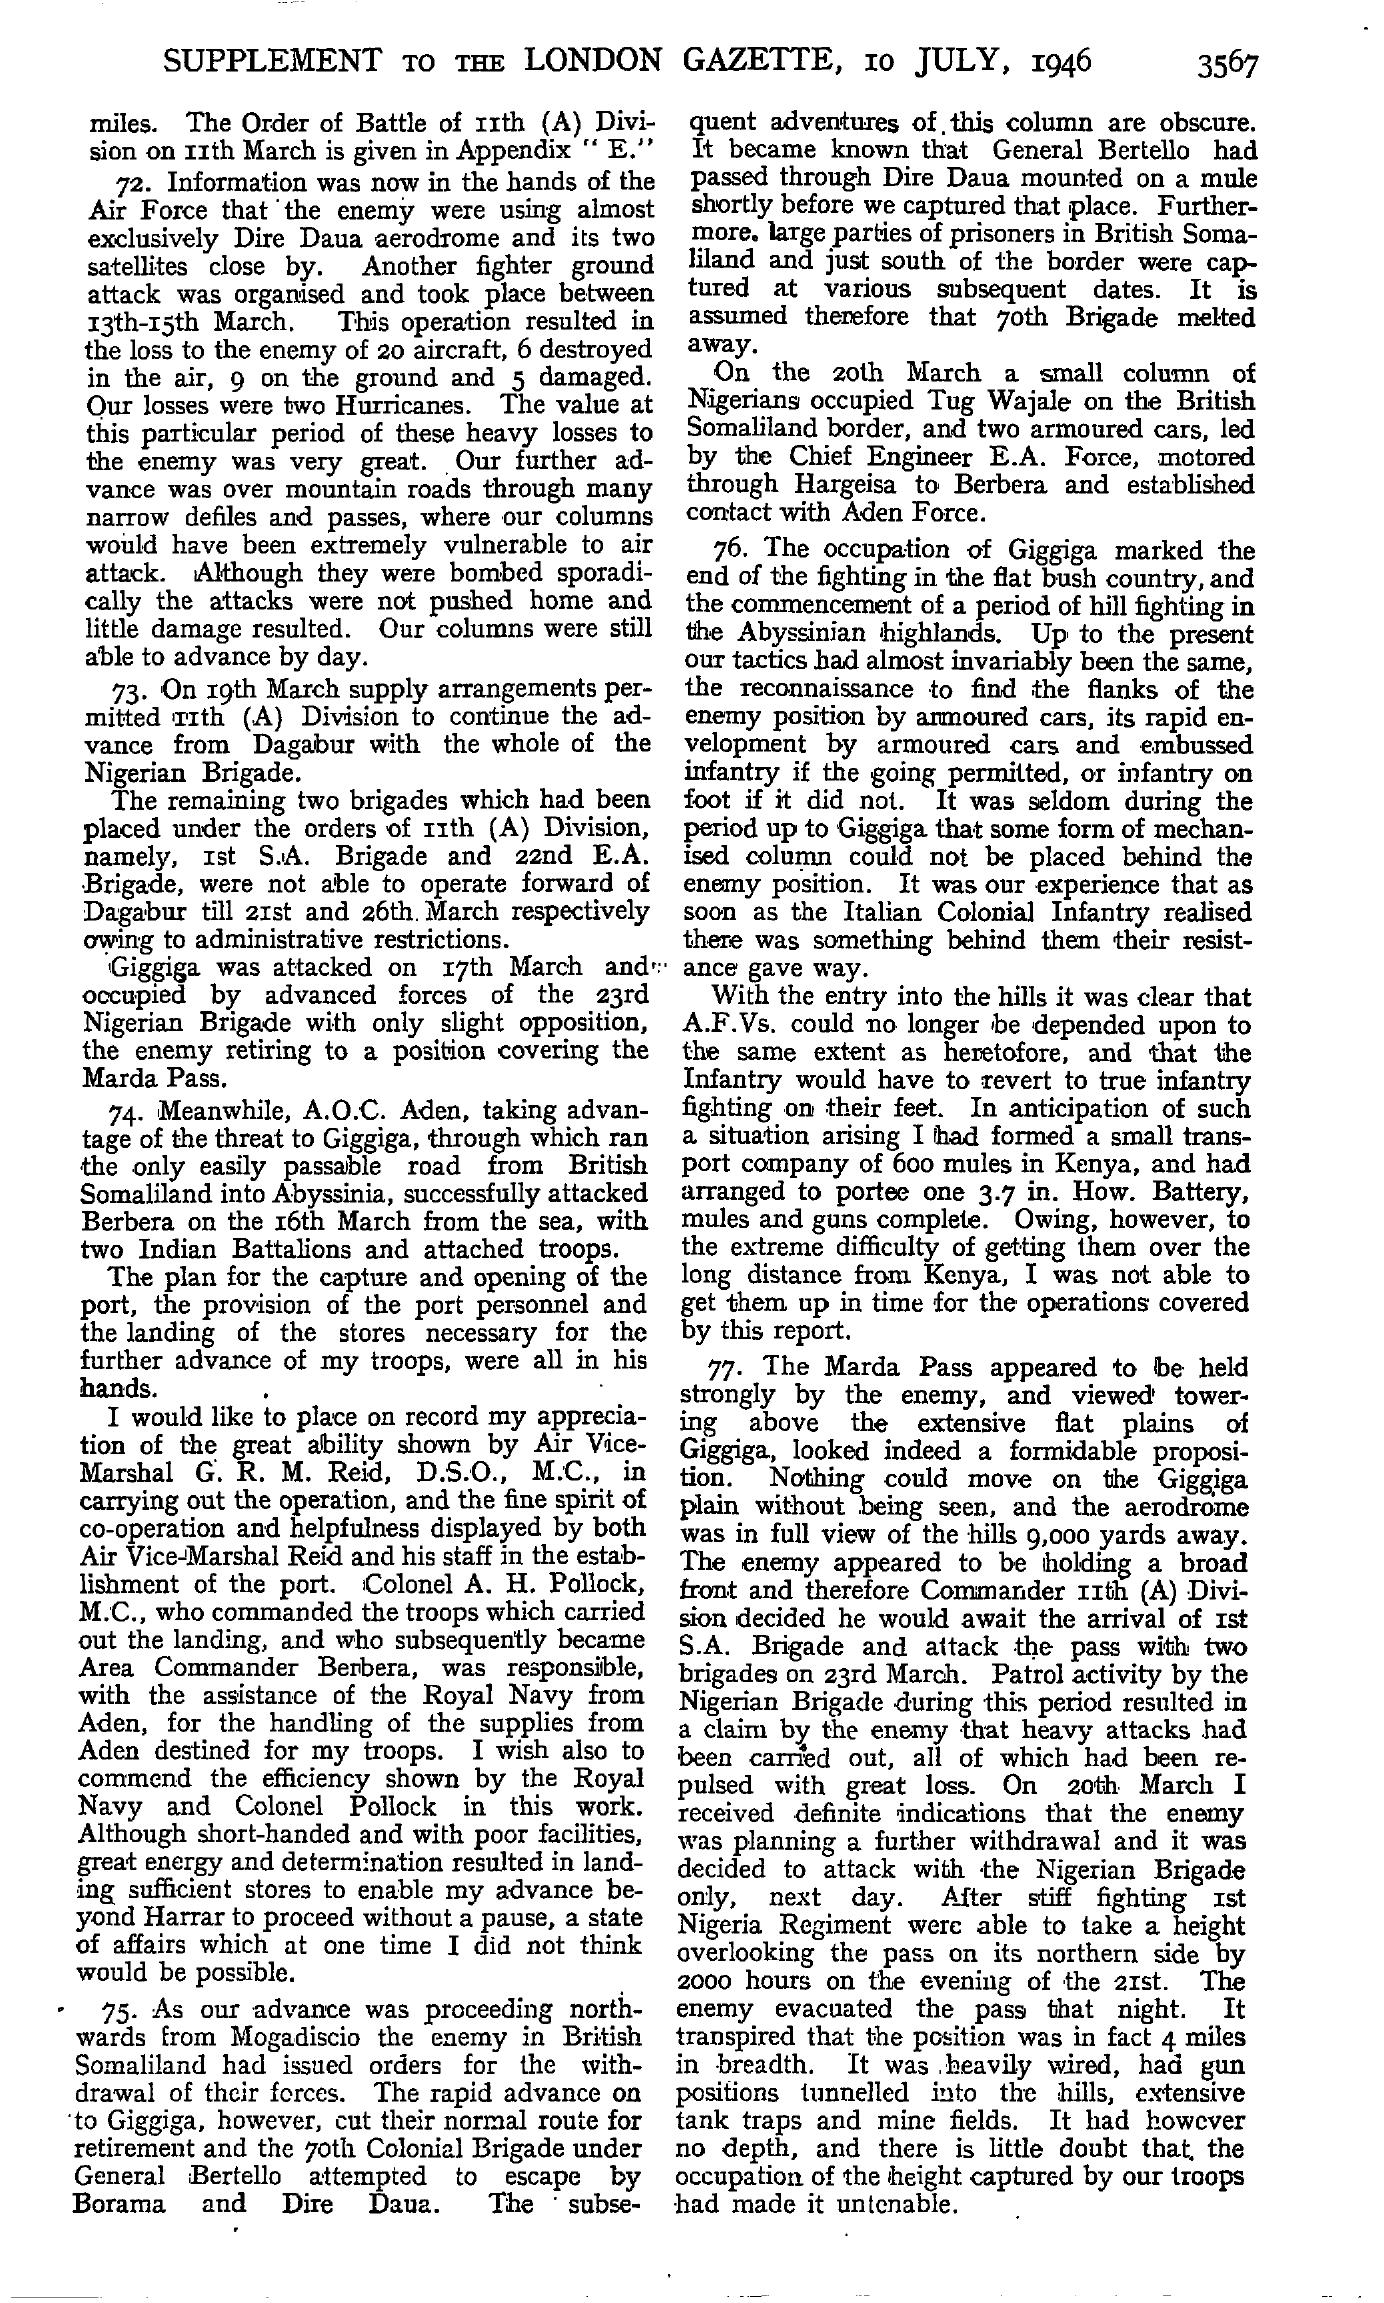 SUPPLEMENT TO THE LONDON GAZETTE, 10 JULY, 1946 3567
miles. The Order of Battle of 11th (A) Divi-
sion on 11th March is given in Appendix " E."
72. Information was now in the hands of the
Air Force that the enemy were using almost
exclusively Dire Daua aerodrome and its two
satellites close by. Another fighter ground
attack was organised and took place between
13th-15th March. This operation resulted in
the loss to the enemy of 20 aircraft, 6 destroyed
in the air, 9 on the ground and 5 damaged.
Our losses were two Hurricanes. The value at
this particular period of these heavy losses to
the enemy was very great. Our further ad-
vance was over mountain roads through many
narrow defiles and passes, where our columns
would have been extremely vulnerable to air
attack. Although they were bombed sporadi-
cally the attacks were not pushed home and
little damage resulted. Our columns were still
able to advance by day.
73. On 19th March supply arrangements per-
mitted 11th (A) Division to continue the ad-
vance from Dagabur with the whole of the
Nigerian Brigade.
The remaining two brigades which had been
placed under the orders of 11th (A) Division,
namely, 1st S.A. Brigade and 22nd E.A.
Brigade, were not able to operate forward of
Dagabur till 21st and 26th March respectively
owing to administrative restrictions.
Giggiga was attacked on 17th March and
occupied by advanced forces of the 23rd
Nigerian Brigade with only slight opposition,
the enemy retiring to a position covering the
Marda Pass.
74. Meanwhile, A.O.C. Aden, taking advan-
tage of the threat to Giggiga, through which ran
the only easily passable road from British
Somaliland into Abyssinia, successfully attacked
Berbera on the 16th March from the sea, with
two Indian Battalions and attached troops.
The plan for the capture and opening of the
port, the provision of the port personnel and
the landing of the stores necessary for the
further advance of my troops, were all in his
hands.
I would like to place on record my apprecia-
tion of the great ability shown by Air Vice-
Marshal G. R. M. Reid, D.S.O., M.C., in
carrying out the operation, and the fine spirit of
co-operation and helpfulness displayed by both
Air Vice-Marshal Reid and his staff in the estab-
lishment of the port. Colonel A. H. Pollock,
M.C., who commanded the troops which carried
out the landing, and who subsequently became
Area Commander Berbera, was responsible,
with the assistance of the Royal Navy from
Aden, for the handling of the supplies from
Aden destined for my troops. I wish also to
commend the efficiency shown by the Royal
Navy and Colonel Pollock in this work.
Although short-handed and with poor facilities,
great energy and determination resulted in land-
ing sufficient stores to enable my advance be-
yond Harrar to proceed without a pause, a state
of affairs which at one time I did not think
would be possible.
75. As our advance was proceeding north-
wards from Mogadiscio the enemy in British
Somaliland had issued orders for the with-
drawal of their forces. The rapid advance on
to Giggiga, however, cut their normal route for
retirement and the 70th Colonial Brigade under
General Bertello attempted to escape by
Borama and Dire Daua. The subse-
quent adventures of this column are obscure.
It became known that General Bertello had
passed through Dire Daua mounted on a mule
shortly before we captured that place. Further-
more, large parties of prisoners in British Soma-
liland and just south of the border were cap-
tured at various subsequent dates. It is
assumed therefore that 70th Brigade melted
away.
On the 20th March a small column of
Nigerians occupied Tug Wajale on the British
Somaliland border, and two armoured cars, led
by the Chief Engineer E.A. Force, motored
through Hargeisa to Berbera and established
contact with Aden Force.
76. The occupation of Giggiga marked the
end of the fighting in the flat bush country, and
the commencement of a period of hill fighting in
the Abyssinian highlands. Up to the present
our tactics had almost invariably been the same,
the reconnaissance to find the flanks of the
enemy position by armoured cars, its rapid en-
velopment by armoured cars and embussed
infantry if the going permitted, or infantry on
foot if it did not. It was seldom during the
period up to Giggiga that some form of mechan-
ised column could not be placed behind the
enemy position. It was our experience that as
soon as the Italian Colonial Infantry realised
there was something behind them their resist-
ance gave way.
With the entry into the hills it was clear that
A.F.Vs. could no longer be depended upon to
the same extent as heretofore, and that the
Infantry would have to revert to true infantry
fighting on their feet. In anticipation of such
a situation arising I had formed a small trans-
port company of 600 mules in Kenya, and had
arranged to portee one 3.7 in. How. Battery,
mules and guns complete. Owing, however, to
the extreme difficulty of getting them over the
long distance from Kenya, I was not able to
get them up in time for the operations covered
by this report.
77. The Marda Pass appeared to be held
strongly by the enemy, and viewed tower-
ing above the extensive flat plains of
Giggiga, looked indeed a formidable proposi-
tion. Nothing could move on the Giggiga
plain without being seen, and the aerodrome
was in full view of the hills 9,000 yards away.
The enemy appeared to be holding a broad
front and therefore Commander 11th (A) Divi-
sion decided he would await the arrival of 1st
S.A. Brigade and attack the pass with two
brigades on 23rd March. Patrol activity by the
Nigerian Brigade during this period resulted in
a claim by the enemy that heavy attacks had
been carried out, all of which had been re-
pulsed with great loss. On 20th March I
received definite indications that the enemy
was planning a further withdrawal and it was
decided to attack with the Nigerian Brigade
only, next day. After stiff fighting 1st
Nigeria Regiment were able to take a height
overlooking the pass on its northern side by
2000 hours on the evening of the 21st. The
enemy evacuated the pass that night. It
transpired that the position was in fact 4 miles
in breadth. It was heavily wired, had gun
positions tunnelled into the hills, extensive
tank traps and mine fields. It had however
no depth, and there is little doubt that the
occupation of the height captured by our troops
had made it untenable.